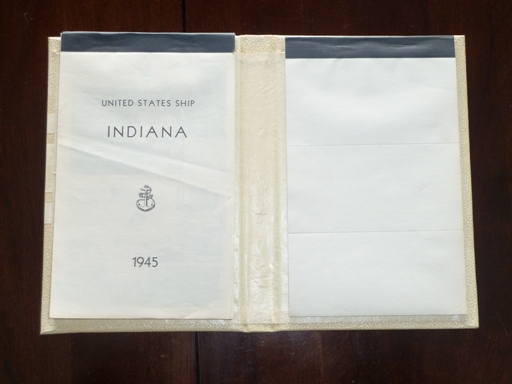 UNITED STATES SHIP
INDIANA
1945